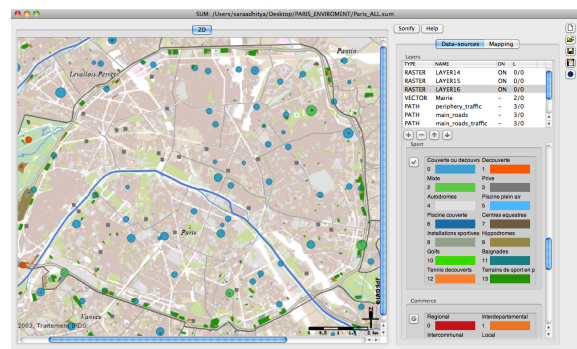 SUM: /Users/saraadhitya/Desktop/PARIS_ENVIROMENT/Paris_ALL.sum
2D
Sonify Help
Data-sources Mapping
Layers
TYPE NAME ON L
RASTER LAYER14 ON 0/0
RASTER LAYER15 ON 0/0
RASTER LAYER16 ON 0/0
VECTOR Mairie - 2/0
PATH periphery_traffic - 3/0
PATH main_roads - 3/0
PATH main_roads_traffic - 3/0
Sport
Couverte ou decouvert Decouverte
0 1
Mixte Prive
2 3
Autodromes Piscine plein air
4 5
Piscine couverte Centres equestres
6 7
Installations sportives Hippodromes
8 9
Golfs Baignades
10 11
Tennis decouverts Terrains de sport en p
12 13
Commerce
Regional Interdepartemental
0 1
Intercommunal Local
Pantin
Levallois-Perret
Paris
Vanves
2003, Traitement
N